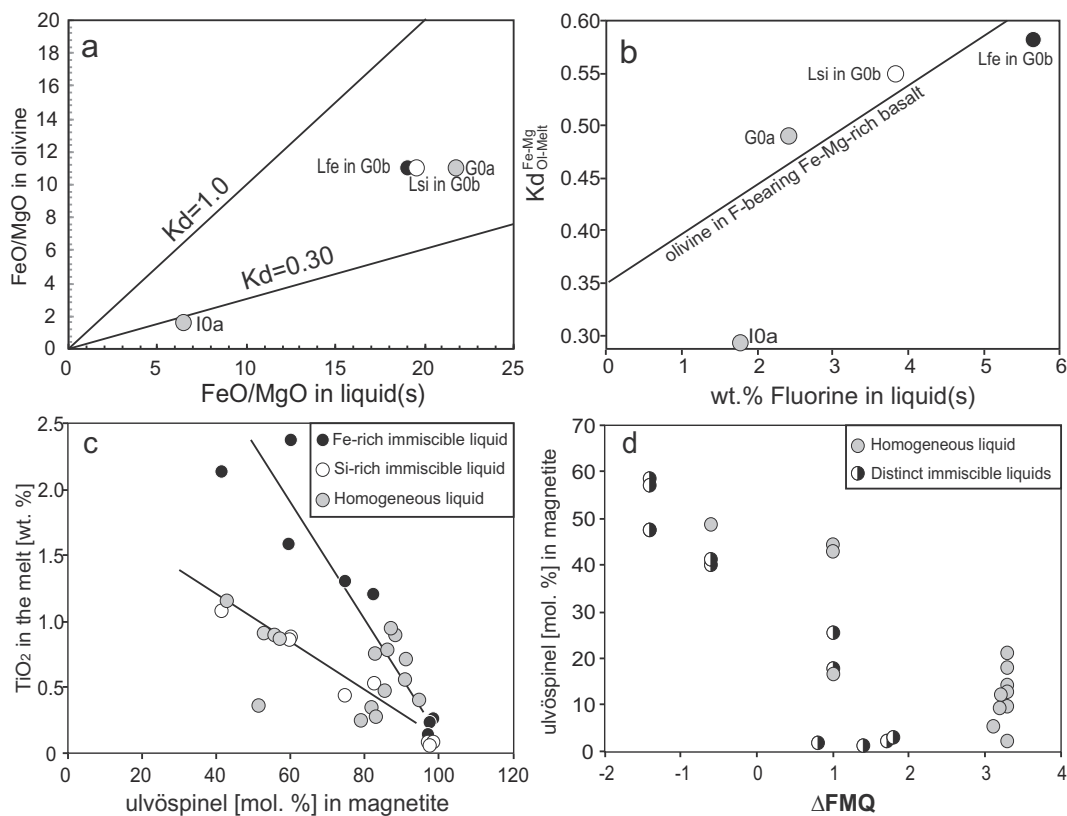 a
FeO/MgO in olivine
20
18
16
14
12
10
8
6
4
2
0
Kd=1.0
Kd=0.30
Lfe in G0b
Lsi in G0b
G0a
I0a
0 5 10 15 20 25
FeO/MgO in liquid(s)
b
Kd Fe-Mg Ol-Melt
0.60
0.55
0.50
0.45
0.40
0.35
0.30
Lsi in G0b
Lfe in G0b
G0a
olivine in F-bearing Fe-Mg-rich basalt
I0a
0 1 2 3 4 5 6
wt.% Fluorine in liquid(s)
c
TiO2 in the melt [wt. %]
2.5
2.0
1.5
1.0
0.5
0
Fe-rich immiscible liquid
Si-rich immiscible liquid
Homogeneous liquid
0 20 40 60 80 100 120
ulvöspinel [mol. %] in magnetite
d
ulvöspinel [mol. %] in magnetite
70
60
50
40
30
20
10
0
Homogeneous liquid
Distinct immiscible liquids
-2 -1 0 1 2 3 4
ΔFMQ